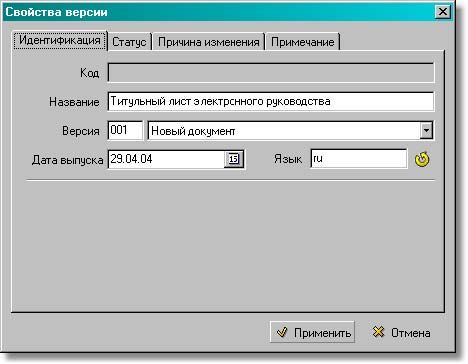 Свойства версии
Идентификация Статус Причина изменения Примечание
Код
Название Титульный лист электрснного руководства
Версия 001 Новый документ
Дата выпуска 29.04.04 15 Язык ru
Применить Отмена